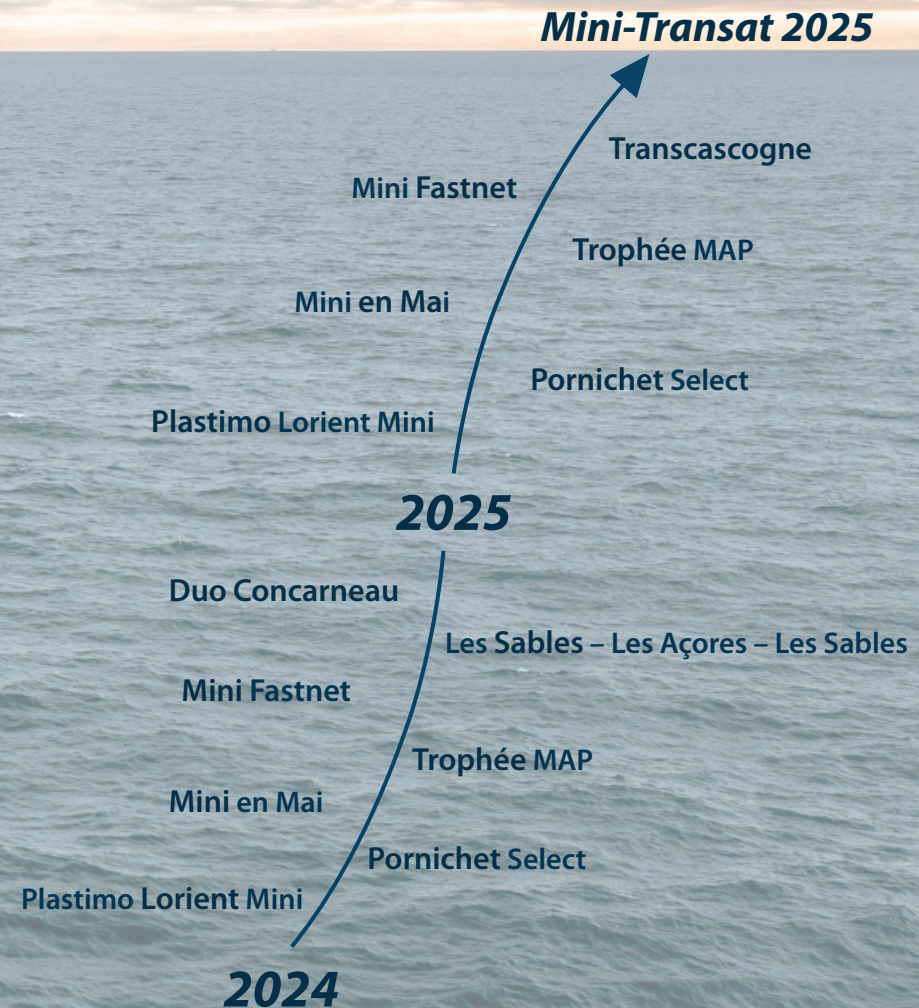 Mini-Transat 2025
Transcascogne
Mini Fastnet
Trophée MAP
Mini en Mai
Pornichet Select
Plastimo Lorient Mini
2025
Duo Concarneau
Les Sables – Les Açores – Les Sables
Mini Fastnet
Trophée MAP
Mini en Mai
Pornichet Select
Plastimo Lorient Mini
2024